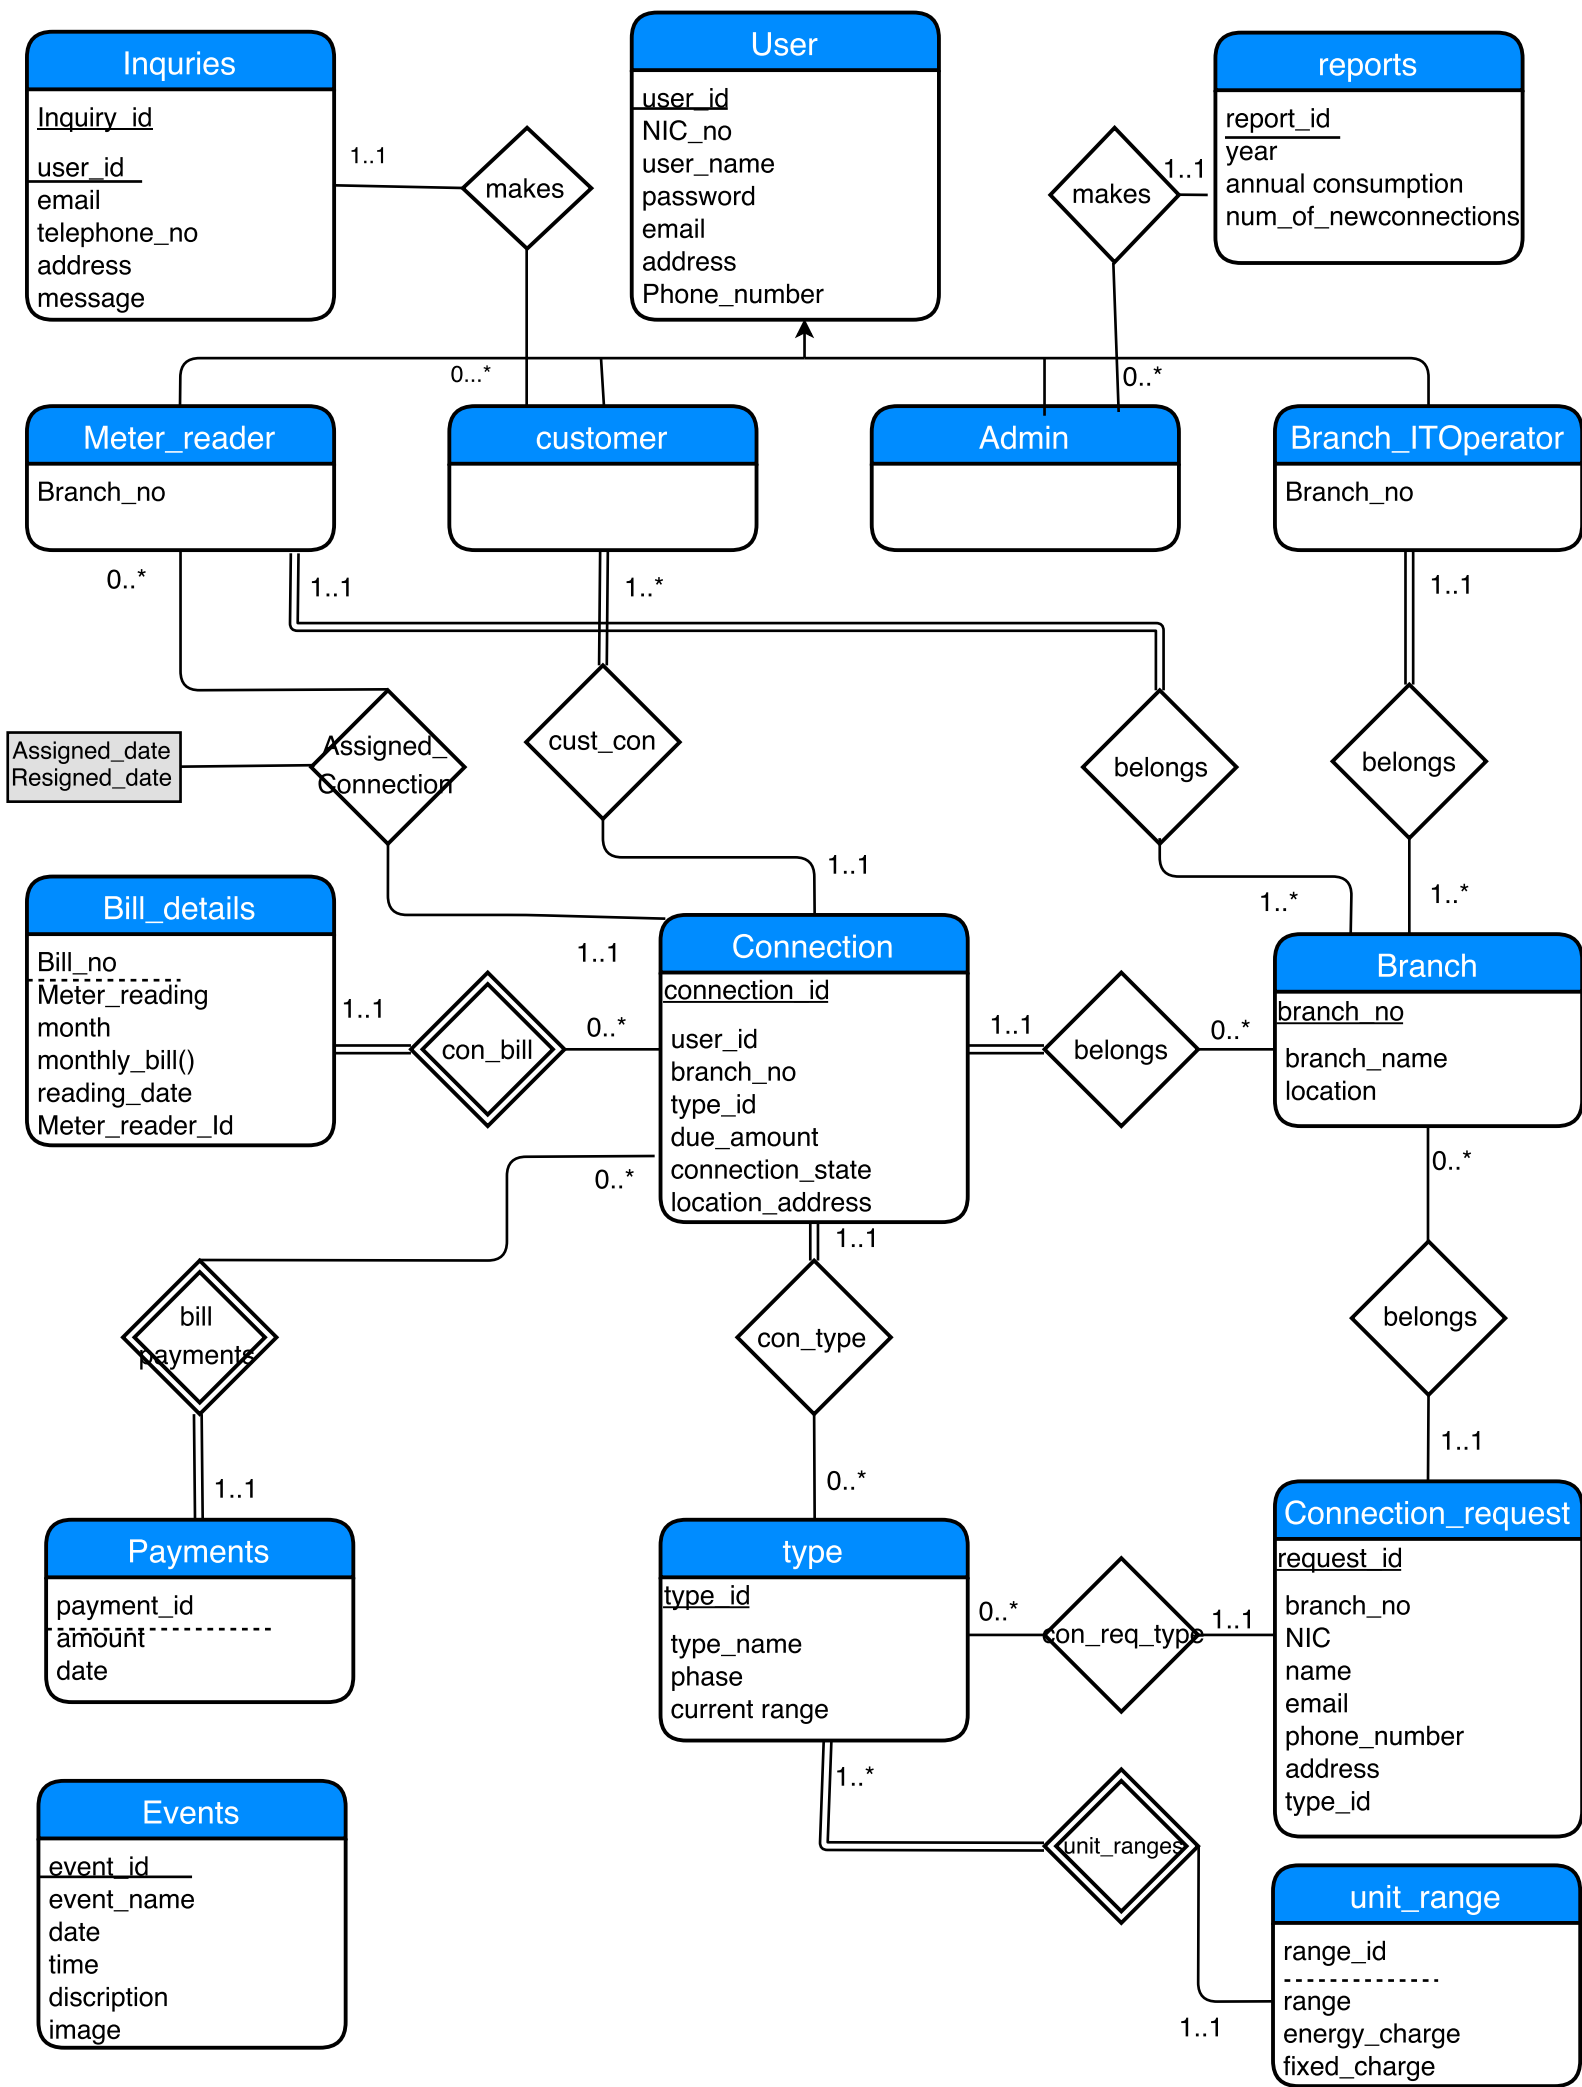 Inquries
Inquiry_id
user_id
email
telephone_no
address
message
1..1
makes
User
user_id
NIC_no
user_name
password
email
address
Phone_number
makes
1..1
reports
report_id
year
annual consumption
num_of_newconnections
0...*
0..*
Meter_reader
Branch_no
customer
Admin
Branch_ITOperator
Branch_no
0..*
1..1
1..*
1..1
Assigned_date
Resigned_date
Assigned_
Connection
cust_con
belongs
belongs
1..1
1..*
1..*
Bill_details
Bill_no
Meter_reading
month
monthly_bill()
reading_date
Meter_reader_Id
1..1
con_bill
0..*
1..1
Connection
connection_id
user_id
branch_no
type_id
due_amount
connection_state
location_address
1..1
belongs
0..*
Branch
branch_no
branch_name
location
0..*
0..*
1..1
bill
payments
con_type
belongs
1..1
0..*
1..1
Payments
payment_id
amount
date
type
type_id
type_name
phase
current range
0..*
con_req_type
1..1
Connection_request
request_id
branch_no
NIC
name
email
phone_number
address
type_id
1..*
unit_ranges
1..1
Events
event_id
event_name
date
time
discription
image
unit_range
range_id
range
energy_charge
fixed_charge